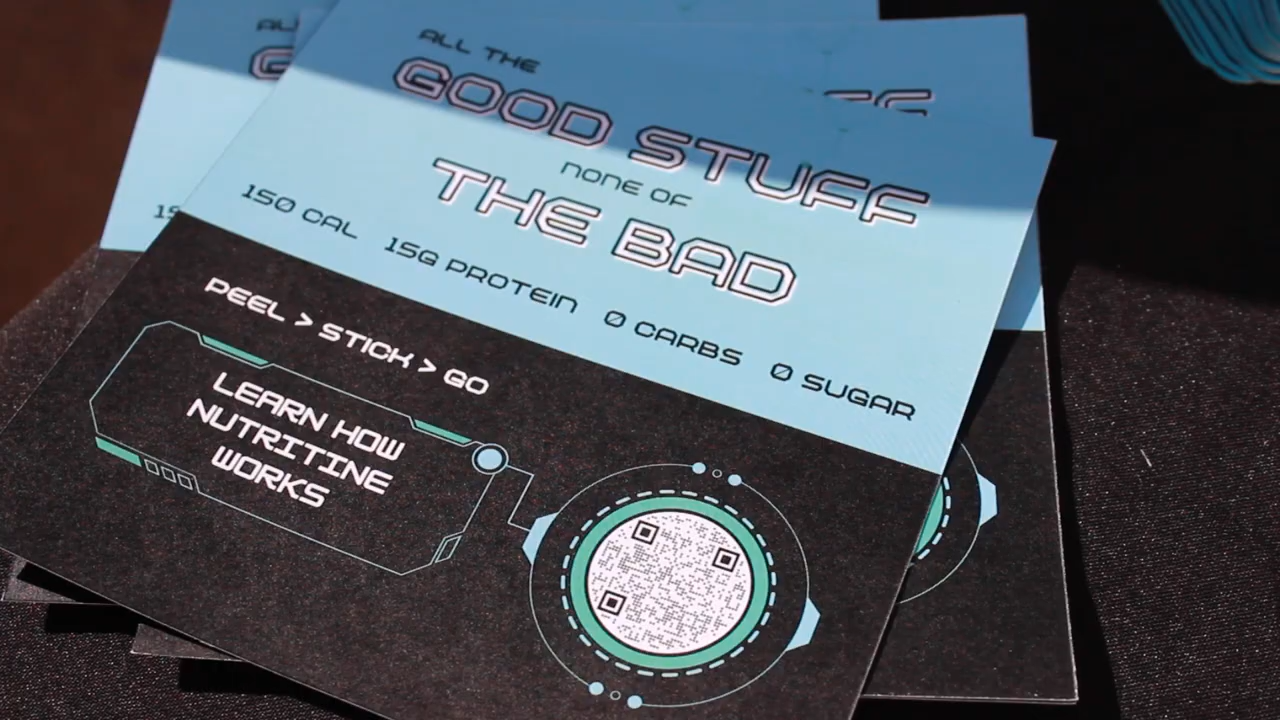 ALL THE
GOOD STUFF
NONE OF
THE BAD
150 CAL 15G PROTEIN 0 CARBS 0 SUGAR
PEEL > STICK > GO
LEARN HOW
NUTRITINE
WORKS